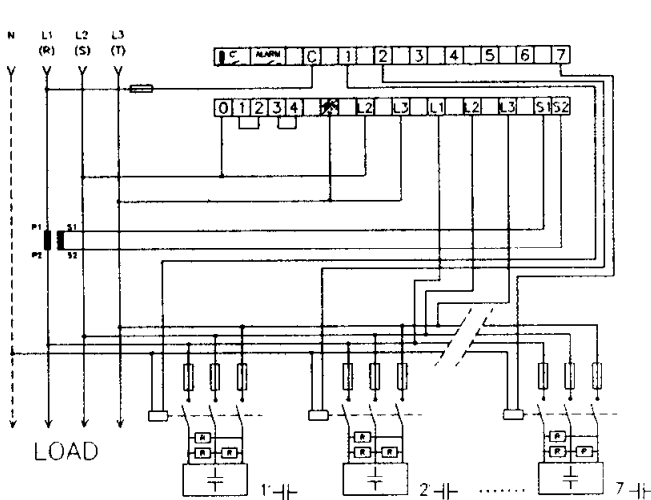 N L1 L2 L3
(R) (S) (T)
C ALARM C 1 2 3 4 5 6 7
0 1 2 3 4 L2 L3 L1 L2 L3 S1 S2
P1 S1
P2 S2
R R R
R R R R R R
LOAD
1 2 ....... 7